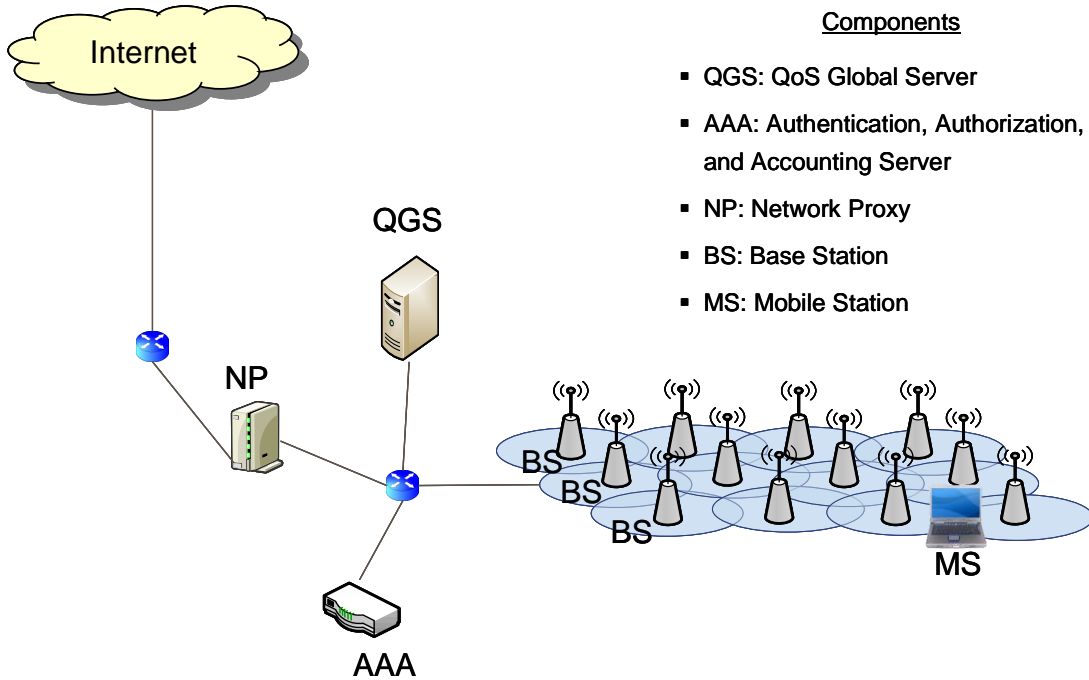 Internet
Components
▪ QGS: QoS Global Server
▪ AAA: Authentication, Authorization,
and Accounting Server
▪ NP: Network Proxy
▪ BS: Base Station
▪ MS: Mobile Station
QGS
NP
BS
BS
BS
MS
AAA